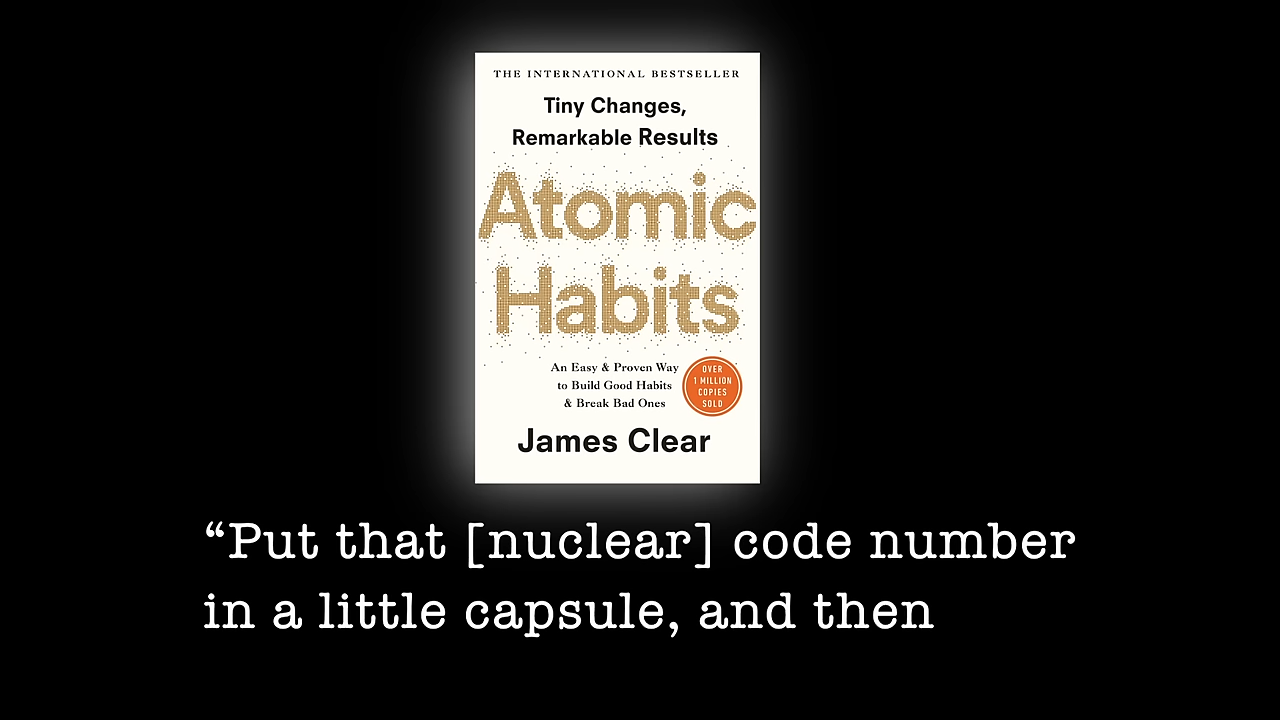 THE INTERNATIONAL BESTSELLER
Tiny Changes,
Remarkable Results
Atomic
Habits
An Easy & Proven Way
to Build Good Habits
& Break Bad Ones
OVER
1 MILLION
COPIES
SOLD
James Clear
“Put that [nuclear] code number
in a little capsule, and then